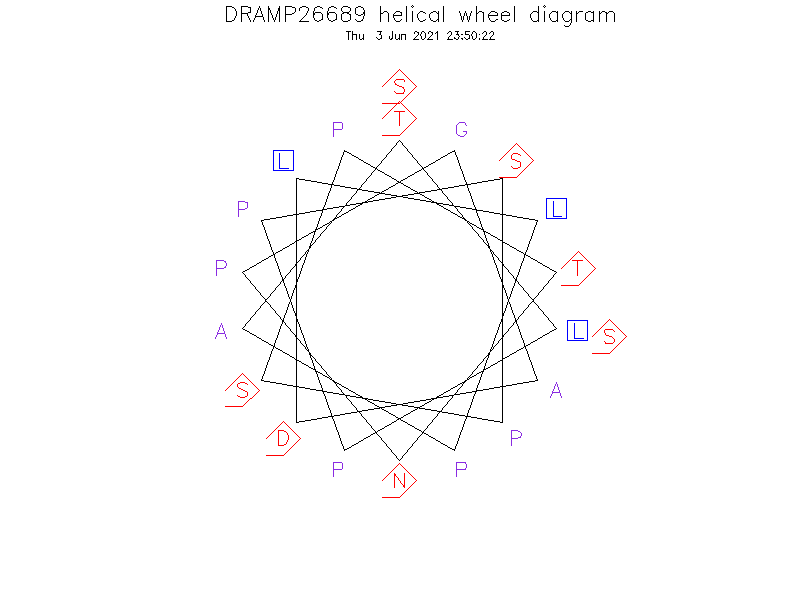 DRAMP26689 helical wheel diagram
Thu 3 Jun 2021 23:50:22
S
T
P G
L S
P L
P T
A L S
S A
D P
P N P